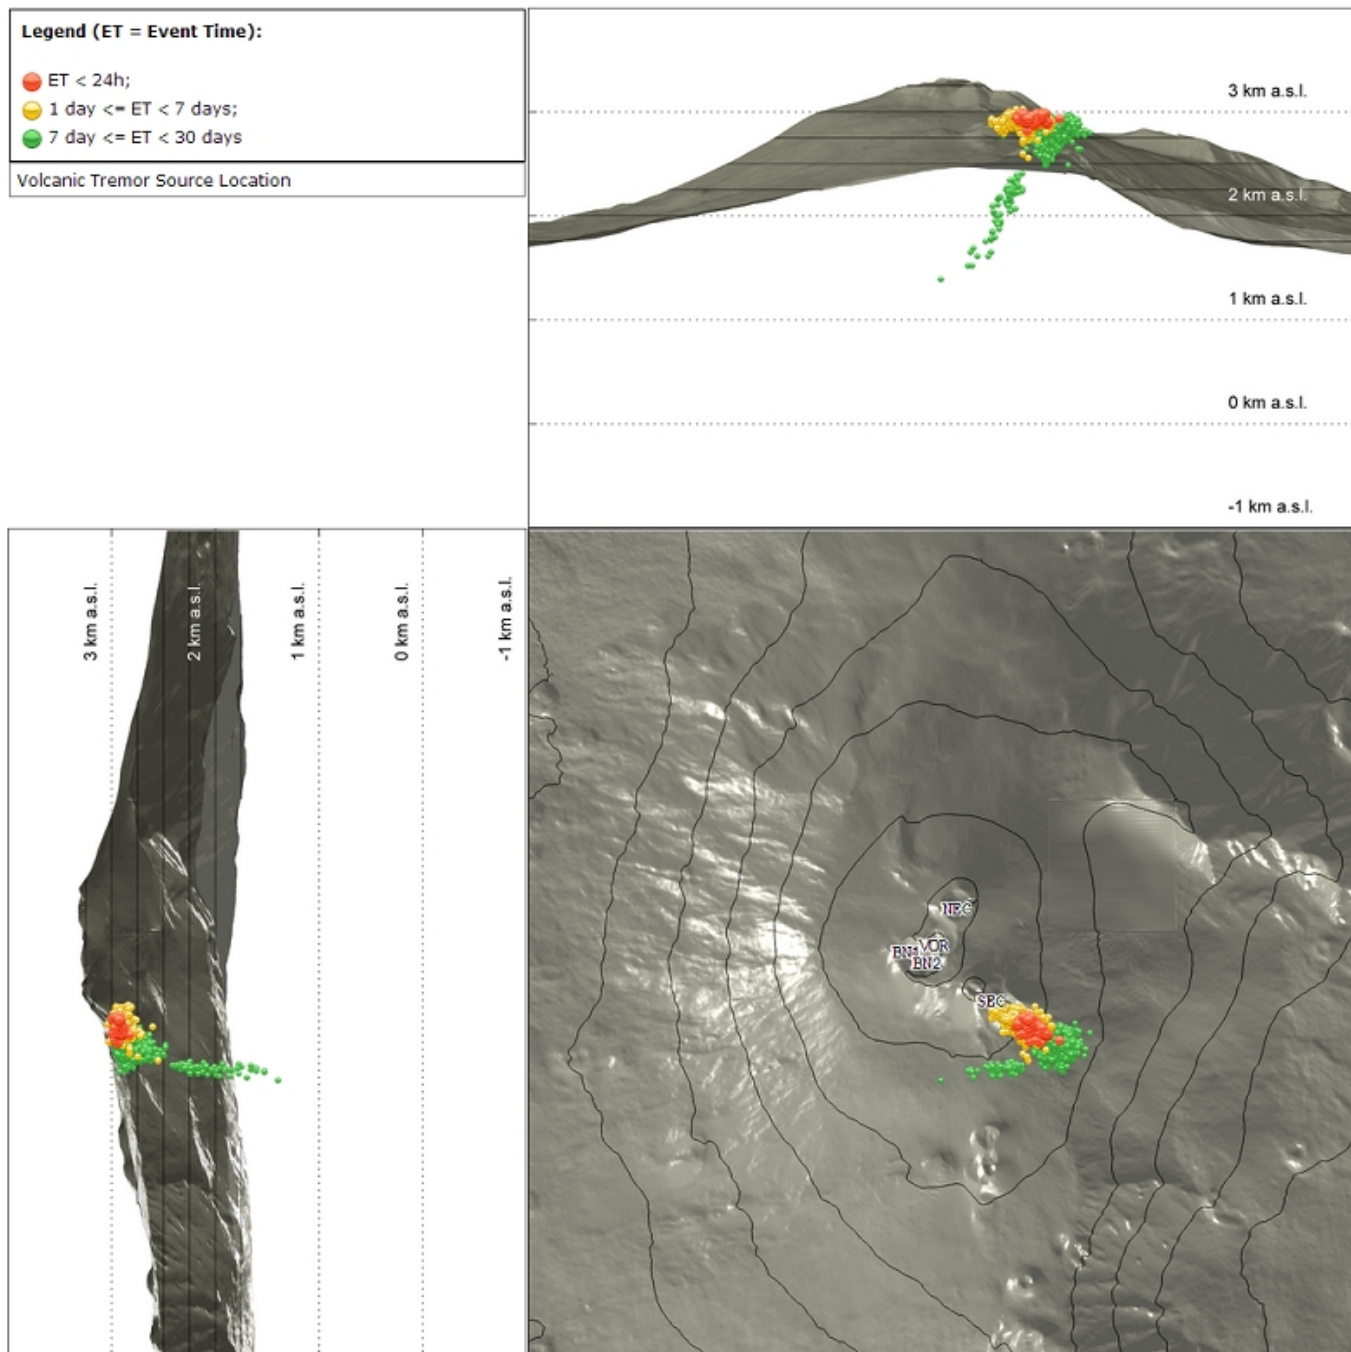 Legend (ET = Event Time):
ET < 24h;
1 day <= ET < 7 days;
7 day <= ET < 30 days
Volcanic Tremor Source Location
3 km a.s.l.
2 km a.s.l.
1 km a.s.l.
0 km a.s.l.
-1 km a.s.l.
3 km a.s.l.
2 km a.s.l.
1 km a.s.l.
0 km a.s.l.
-1 km a.s.l.
NEC
BN1 VOR
BN2
SEC